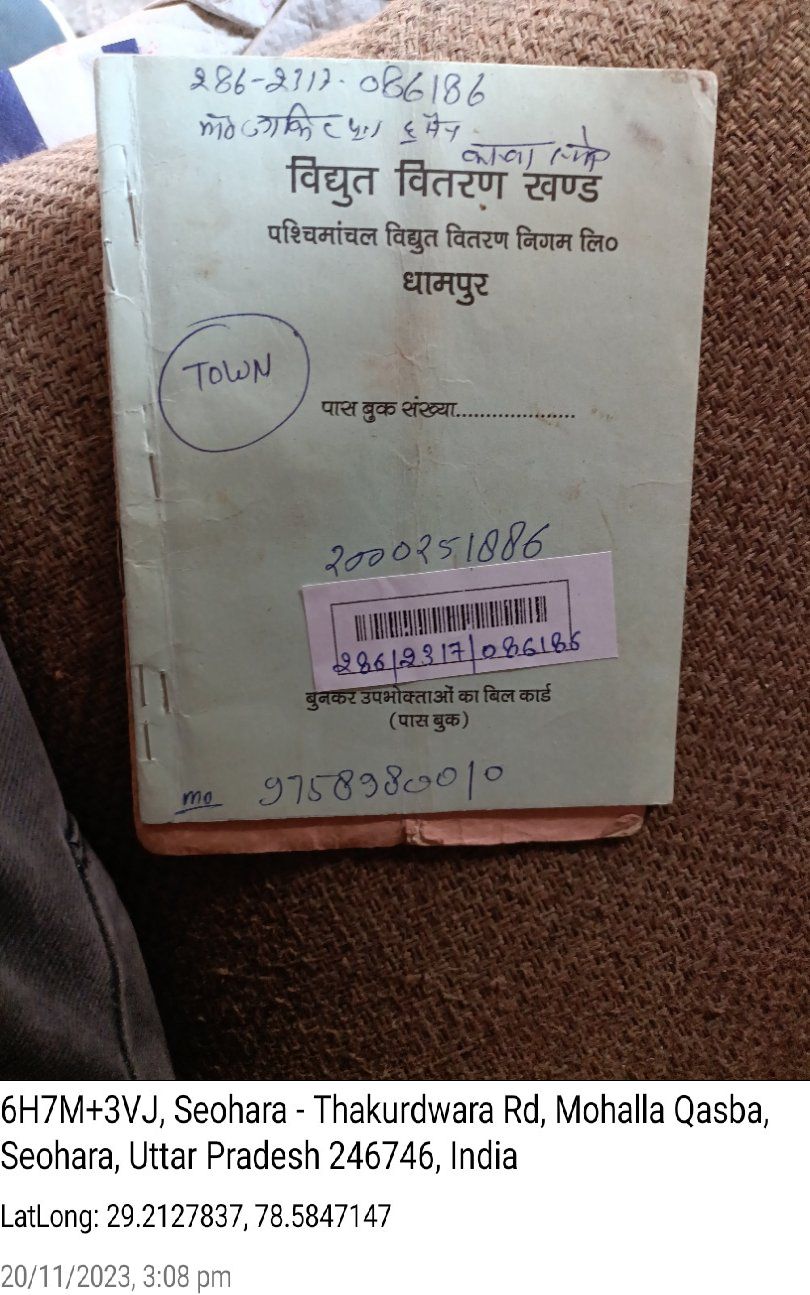 286-2317-086186
मो०
विद्युत वितरण खण्ड
पश्चिमांचल विद्युत वितरण निगम लि०
धामपुर
TOWN
पास बुक संख्या....................
2000251886
286/2317/086186
बुनकर उपभोक्ताओं का बिल कार्ड
(पास बुक)
mo 9758980010
6H7M+3VJ, Seohara - Thakurdwara Rd, Mohalla Qasba,
Seohara, Uttar Pradesh 246746, India
LatLong: 29.2127837, 78.5847147
20/11/2023, 3:08 pm